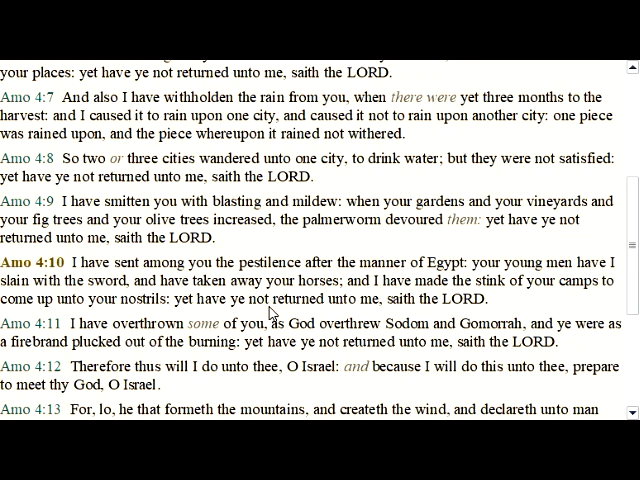 your places: yet have ye not returned unto me, saith the LORD.
Amo 4:7 And also I have withholden the rain from you, when there were yet three months to the
harvest: and I caused it to rain upon one city, and caused it not to rain upon another city: one piece
was rained upon, and the piece whereupon it rained not withered.
Amo 4:8 So two or three cities wandered unto one city, to drink water; but they were not satisfied:
yet have ye not returned unto me, saith the LORD.
Amo 4:9 I have smitten you with blasting and mildew: when your gardens and your vineyards and
your fig trees and your olive trees increased, the palmerworm devoured them: yet have ye not
returned unto me, saith the LORD.
Amo 4:10 I have sent among you the pestilence after the manner of Egypt: your young men have I
slain with the sword, and have taken away your horses; and I have made the stink of your camps to
come up unto your nostrils: yet have ye not returned unto me, saith the LORD.
Amo 4:11 I have overthrown some of you, as God overthrew Sodom and Gomorrah, and ye were as
a firebrand plucked out of the burning: yet have ye not returned unto me, saith the LORD.
Amo 4:12 Therefore thus will I do unto thee, O Israel: and because I will do this unto thee, prepare
to meet thy God, O Israel.
Amo 4:13 For, lo, he that formeth the mountains, and createth the wind, and declareth unto man